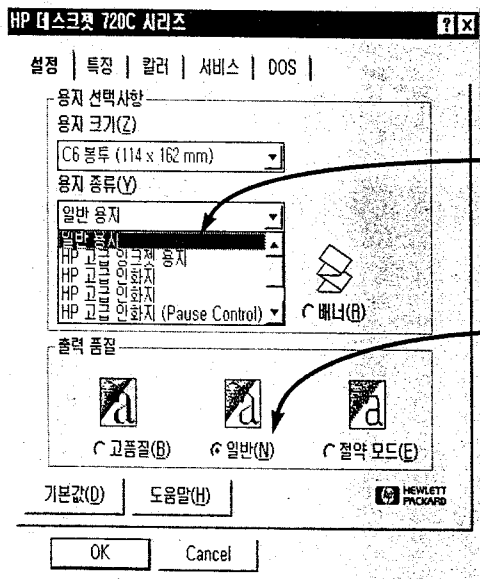 HP 데스크젯 720C 시리즈
설정 | 특징 | 칼러 | 서비스 | DOS |
용지 선택사항
용지 크기(Z)
C6 봉투 (114 x 162 mm)
용지 종류(Y)
일반 용지
일반 용지
HP 고급 잉크젯 용지
HP 고급 인화지
HP 고급 인화지
HP 고급 인화지 (Pause Control)
배너(R)
출력 품질
고품질(B) 일반(N) 절약 모드(E)
기본값(D) 도움말(H)
HEWLETT
PACKARD
OK Cancel